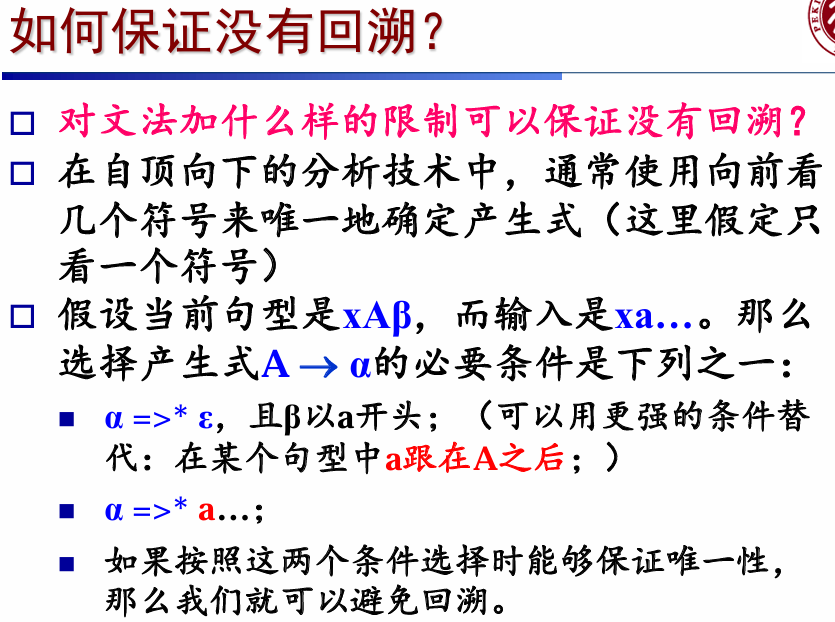 如何保证没有回溯？
对文法加什么样的限制可以保证没有回溯？
在自顶向下的分析技术中，通常使用向前看
几个符号来唯一地确定产生式（这里假定只
看一个符号）
假设当前句型是xAβ，而输入是xa…。那么
选择产生式A → α的必要条件是下列之一：
α =>* ε，且β以a开头；（可以用更强的条件替
代：在某个句型中a跟在A之后；）
α =>* a…；
如果按照这两个条件选择时能够保证唯一性，
那么我们就可以避免回溯。